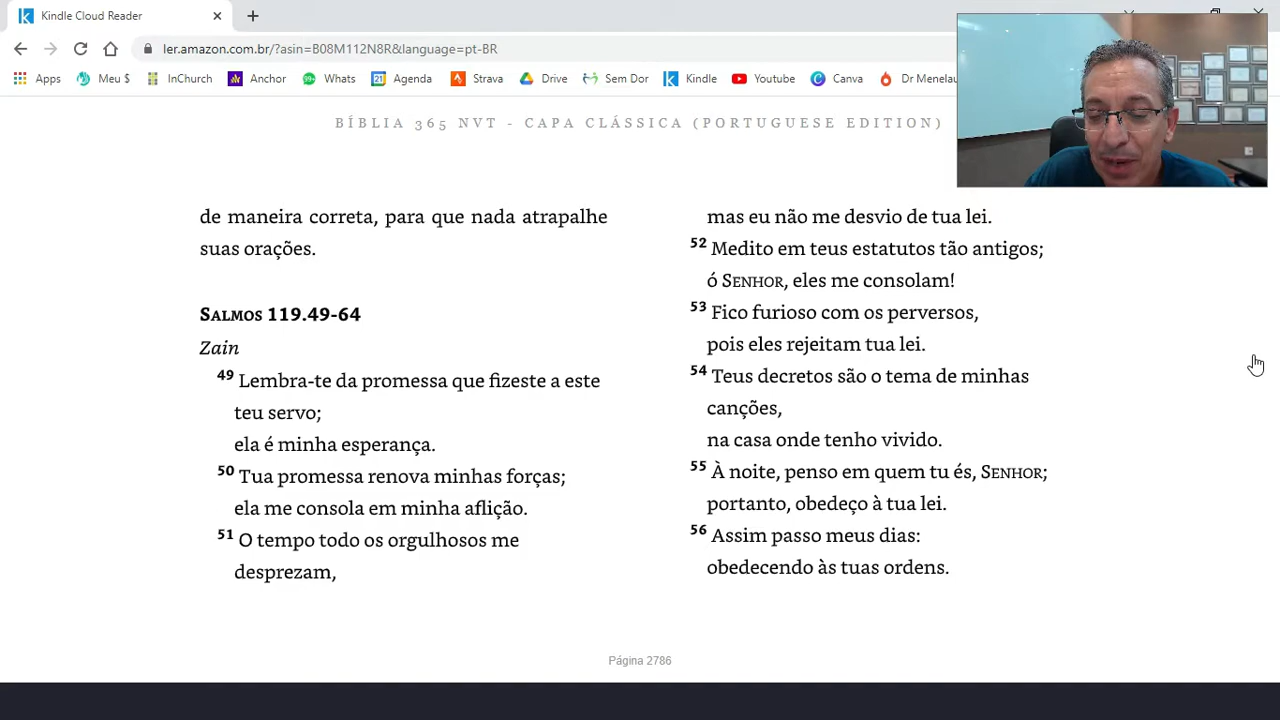 Kindle Cloud Reader
ler.amazon.com.br/?asin=B08M112N8R&language=pt-BR
Apps Meu $ InChurch Anchor Whats Agenda Strava Drive Sem Dor Kindle Youtube Canva Dr Menelau
BÍBLIA 365 NVT - CAPA CLÁSSICA (PORTUGUESE EDITION)
de maneira correta, para que nada atrapalhe
suas orações.
SALMOS 119.49-64
Zain
49 Lembra-te da promessa que fizeste a este
teu servo;
ela é minha esperança.
50 Tua promessa renova minhas forças;
ela me consola em minha aflição.
51 O tempo todo os orgulhosos me
desprezam,
mas eu não me desvio de tua lei.
52 Medito em teus estatutos tão antigos;
ó SENHOR, eles me consolam!
53 Fico furioso com os perversos,
pois eles rejeitam tua lei.
54 Teus decretos são o tema de minhas
canções,
na casa onde tenho vivido.
55 À noite, penso em quem tu és, SENHOR;
portanto, obedeço à tua lei.
56 Assim passo meus dias:
obedecendo às tuas ordens.
Página 2786